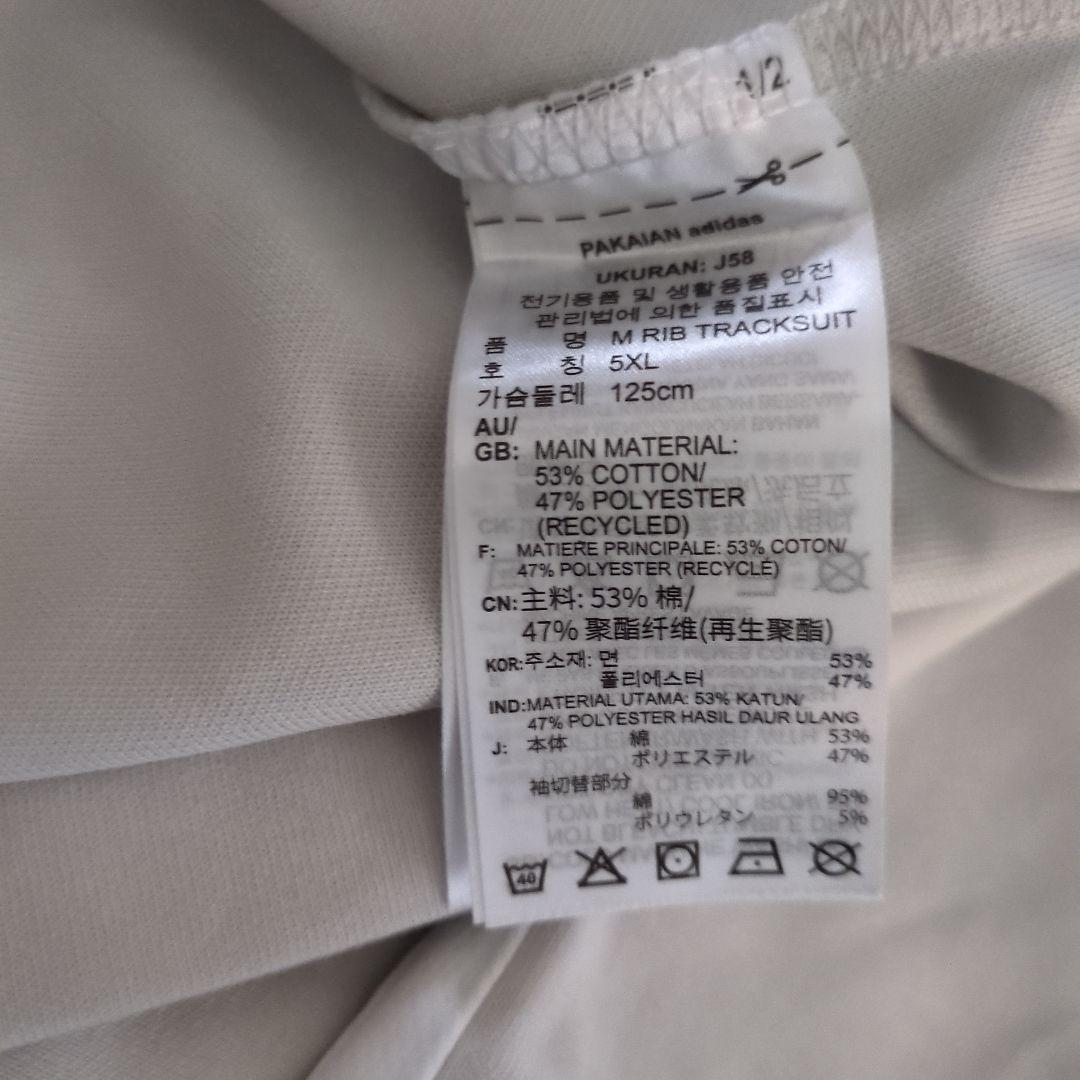 1/2
PAKAIAN adidas
UKURAN: J58
전기용품 및 생활용품 안전
관리법에 의한 품질표시
품 명 M RIB TRACKSUIT
호 칭 5XL
가슴둘레 125cm
AU/
GB: MAIN MATERIAL:
53% COTTON/
47% POLYESTER
(RECYCLED)
F: MATIERE PRINCIPALE: 53% COTON/
47% POLYESTER (RECYCLÉ)
CN:主料: 53% 棉/
47% 聚酯纤维(再生聚酯)
KOR:주소재: 면 53%
폴리에스터 47%
IND:MATERIAL UTAMA: 53% KATUN/
47% POLYESTER HASIL DAUR ULANG
J: 本体 綿 53%
ポリエステル 47%
袖切替部分
綿 95%
ポリウレタン 5%
40